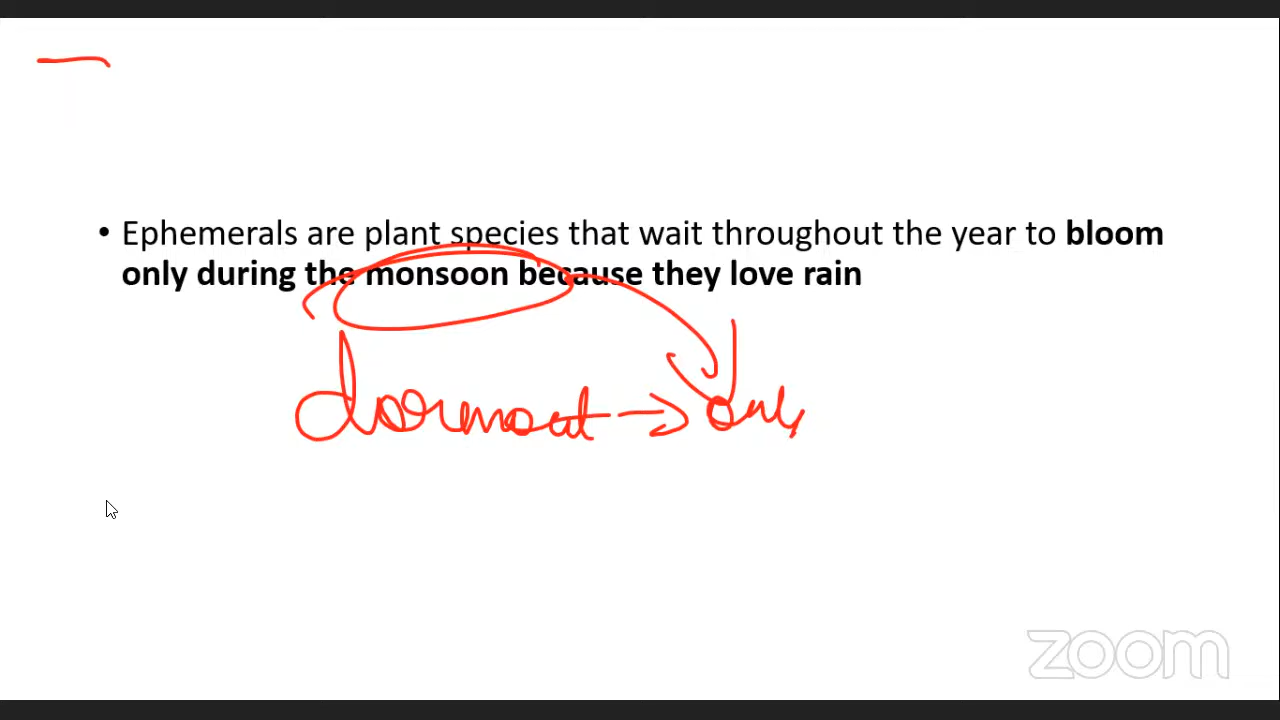 • Ephemerals are plant species that wait throughout the year to bloom
only during the monsoon because they love rain
dormant → only
zoom